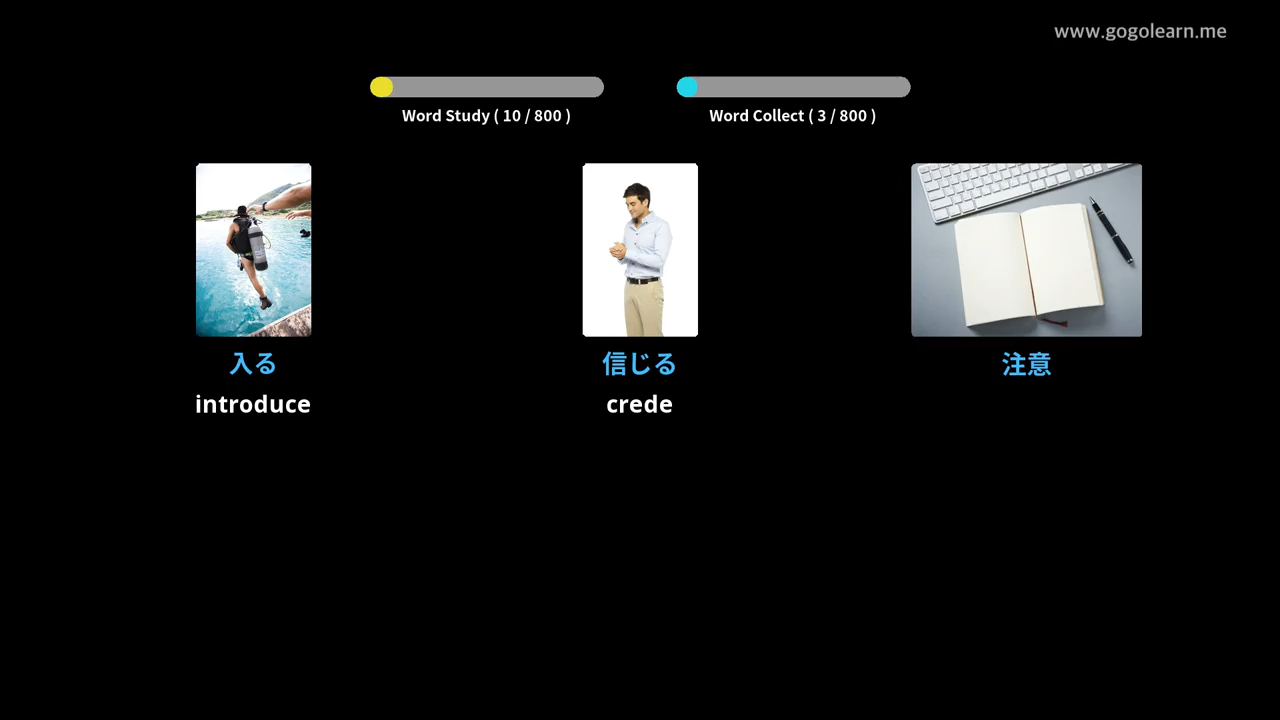 www.gogolearn.me
Word Study ( 10 / 800 )
Word Collect ( 3 / 800 )
入る
信じる
注意
introduce
crede